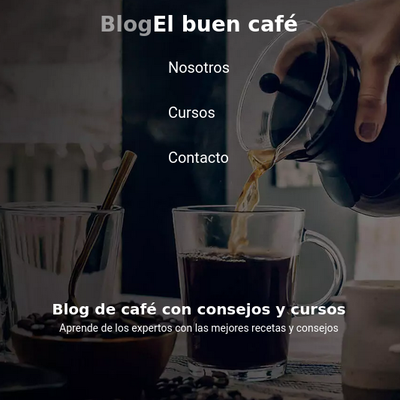 BlogEl buen café
Nosotros
Cursos
Contacto
Blog de café con consejos y cursos
Aprende de los expertos con las mejores recetas y consejos